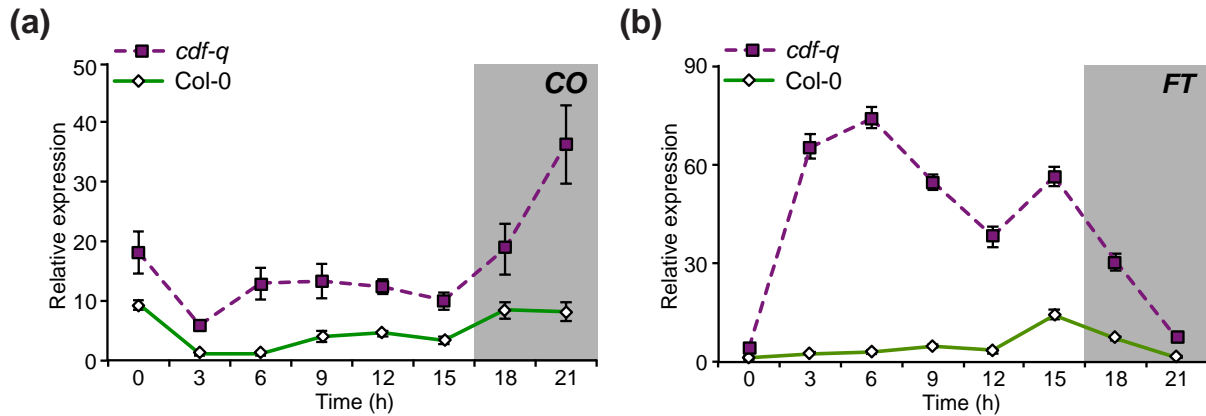 (a)
cdf-q
Col-0
CO
Relative expression
50
40
30
20
10
0
0 3 6 9 12 15 18 21
Time (h)
(b)
cdf-q
Col-0
FT
Relative expression
90
60
30
0
0 3 6 9 12 15 18 21
Time (h)